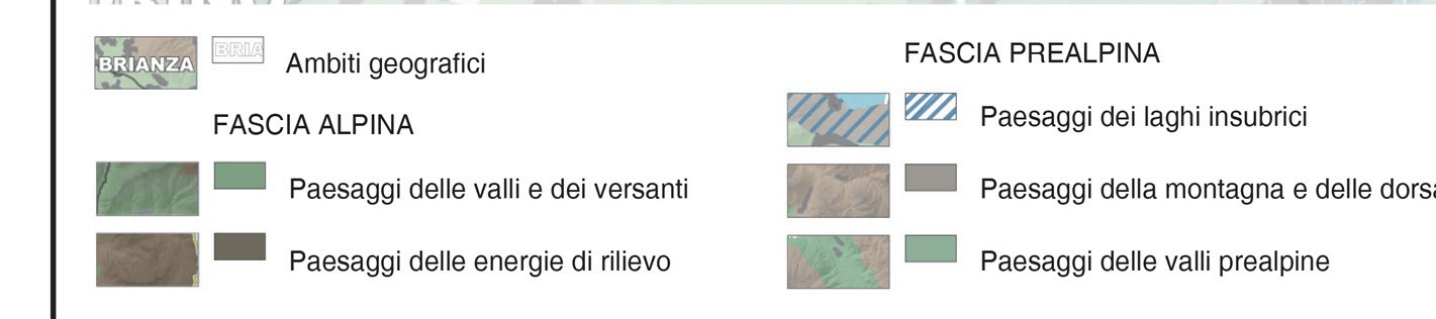 BRIANZA BRIA Ambiti geografici
FASCIA ALPINA
Paesaggi delle valli e dei versanti
Paesaggi delle energie di rilievo
FASCIA PREALPINA
Paesaggi dei laghi insubrici
Paesaggi della montagna e delle
Paesaggi delle valli prealpine